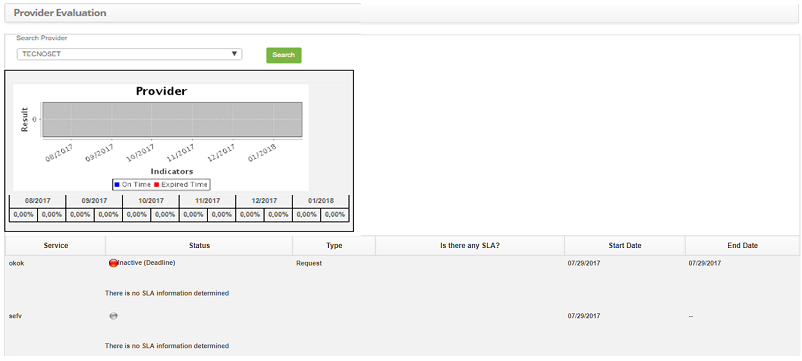 Provider Evaluation
Search Provider
TECNOSET
Search
Provider
Result
0
08/2017 09/2017 10/2017 11/2017 12/2017 01/2018
Indicators
On Time Expired Time
08/2017 09/2017 10/2017 11/2017 12/2017 01/2018
0,00% 0,00% 0,00% 0,00% 0,00% 0,00% 0,00% 0,00% 0,00% 0,00% 0,00% 0,00%
Service Status Type Is there any SLA? Start Date End Date
okok Inactive (Deadline) Request 07/29/2017 07/29/2017
There is no SLA information determined
sefv 07/29/2017 --
There is no SLA information determined